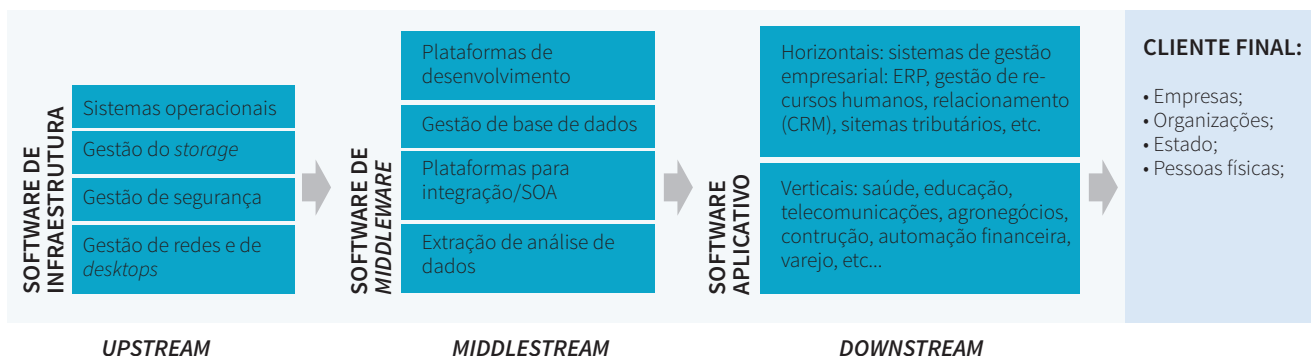 SOFTWARE DE
INFRAESTRUTURA
Sistemas operacionais
Gestão do storage
Gestão de segurança
Gestão de redes e de
desktops
UPSTREAM
SOFTWARE DE
MIDDLEWARE
Plataformas de
desenvolvimento
Gestão de base de dados
Plataformas para
integração/SOA
Extração de análise de
dados
MIDDLESTREAM
SOFTWARE
APLICATIVO
Horizontais: sistemas de gestão
empresarial: ERP, gestão de re-
cursos humanos, relacionamento
(CRM), sitemas tributários, etc.
Verticais: saúde, educação,
telecomunicações, agronegócios,
contrução, automação financeira,
varejo, etc...
DOWNSTREAM
CLIENTE FINAL:
• Empresas;
• Organizações;
• Estado;
• Pessoas físicas;